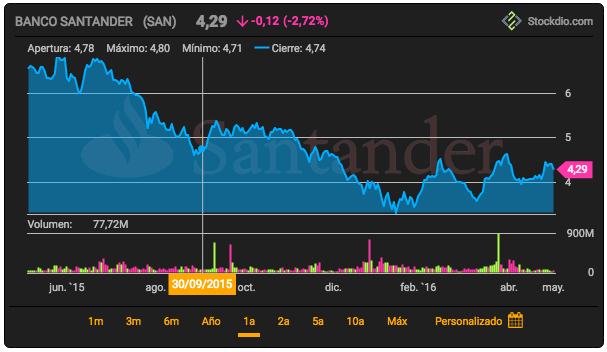 BANCO SANTANDER (SAN) 4,29 ↓ -0,12 (-2,72%) Stockdio.com
Apertura: 4,78 Máximo: 4,80 Mínimo: 4,71 Cierre: 4,74
6
5
Santander
4,29
4
Volumen: 77,72M
900M
0
jun. `15 ago. 30/09/2015 oct. dic. feb. `16 abr. may.
1m 3m 6m Año 1a 2a 5a 10a Máx Personalizado